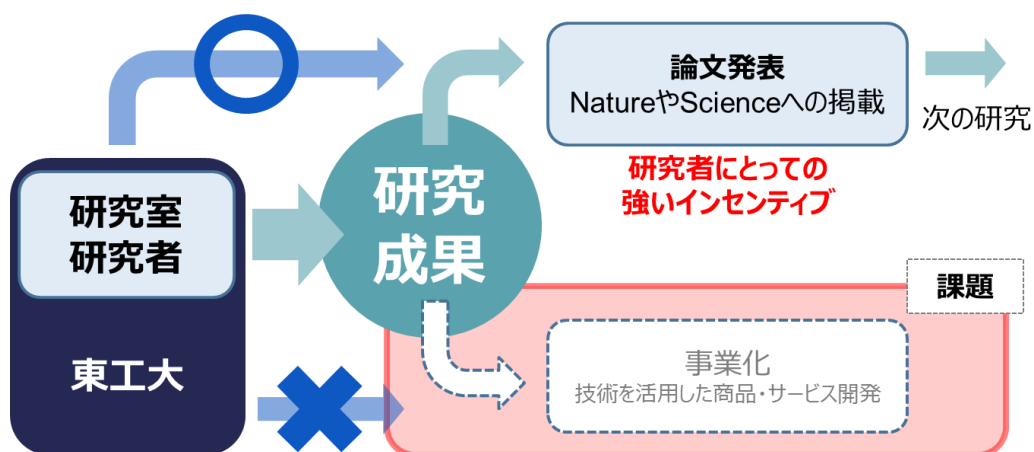 論文発表
NatureやScienceへの掲載
次の研究
研究者にとっての
強いインセンティブ
研究室
研究者
東工大
研究
成果
課題
事業化
技術を活用した商品・サービス開発